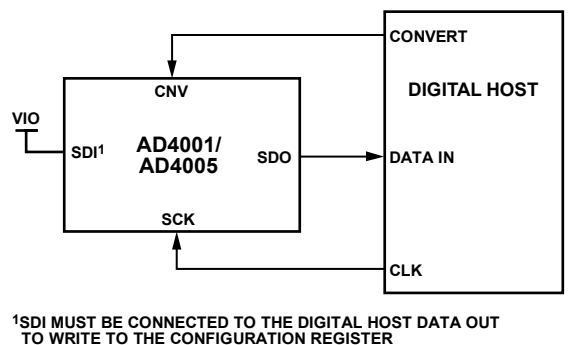 CONVERT
CNV
DIGITAL HOST
VIO
SDI¹
AD4001/
AD4005
SDO
DATA IN
SCK
CLK
¹SDI MUST BE CONNECTED TO THE DIGITAL HOST DATA OUT
TO WRITE TO THE CONFIGURATION REGISTER